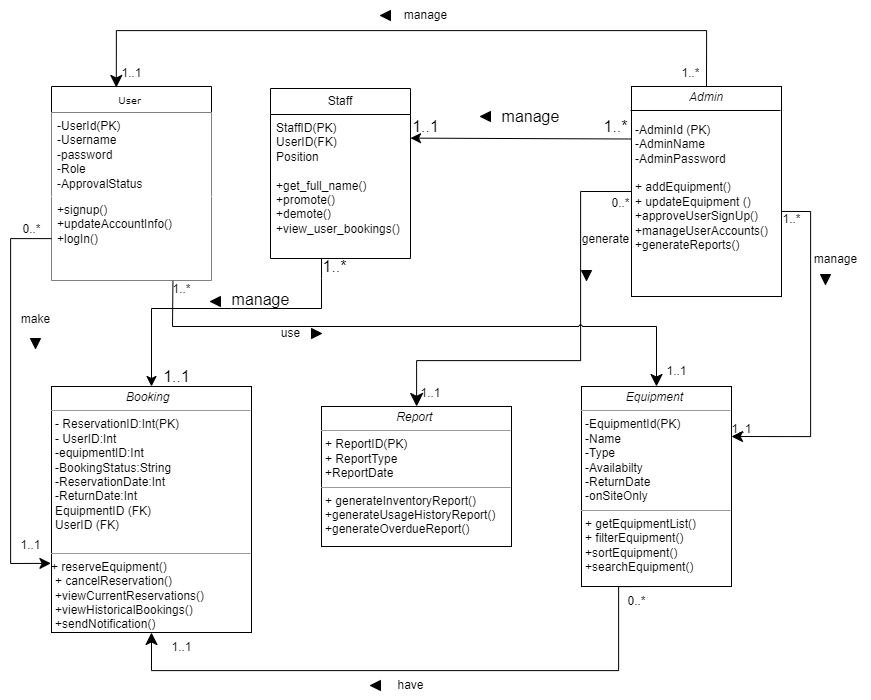 manage
1..1
1..*
User
-UserId(PK)
-Username
-password
-Role
-ApprovalStatus
+signup()
+updateAccountInfo()
+logIn()
Staff
StaffID(PK)
UserID(FK)
Position
+get_full_name()
+promote()
+demote()
+view_user_bookings()
1..1
manage
1..*
Admin
-AdminId (PK)
-AdminName
-AdminPassword
+ addEquipment()
+ updateEquipment ()
+approveUserSignUp()
+manageUserAccounts()
+generateReports()
0..*
0..*
generate
1..*
manage
1..*
1..*
manage
make
use
1..1
1..1
1..1
1..1
Booking
- ReservationID:Int(PK)
- UserID:Int
-equipmentID:Int
-BookingStatus:String
-ReservationDate:Int
-ReturnDate:Int
EquipmentID (FK)
UserID (FK)
+ reserveEquipment()
+ cancelReservation()
+viewCurrentReservations()
+viewHistoricalBookings()
+sendNotification()
Report
+ ReportID(PK)
+ ReportType
+ReportDate
+ generateInventoryReport()
+generateUsageHistoryReport()
+generateOverdueReport()
Equipment
-EquipmentId(PK)
-Name
-Type
-Availabilty
-ReturnDate
-onSiteOnly
+ getEquipmentList()
+ filterEquipment()
+sortEquipment()
+searchEquipment()
1..1
0..*
1..1
have